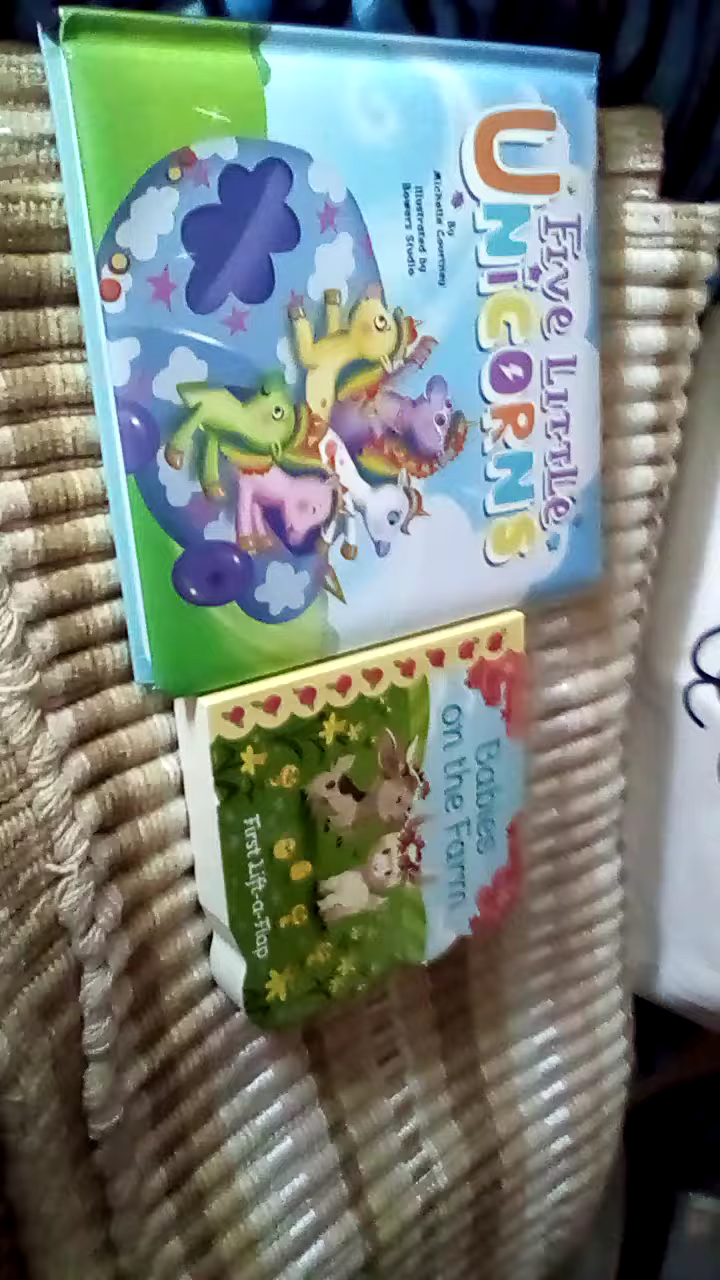 Five Little
UNiCORNS
By
Michelle Courtney
Illustrated by
Bowers Studio
Babies
on the Farm
First Lift-a-Flap